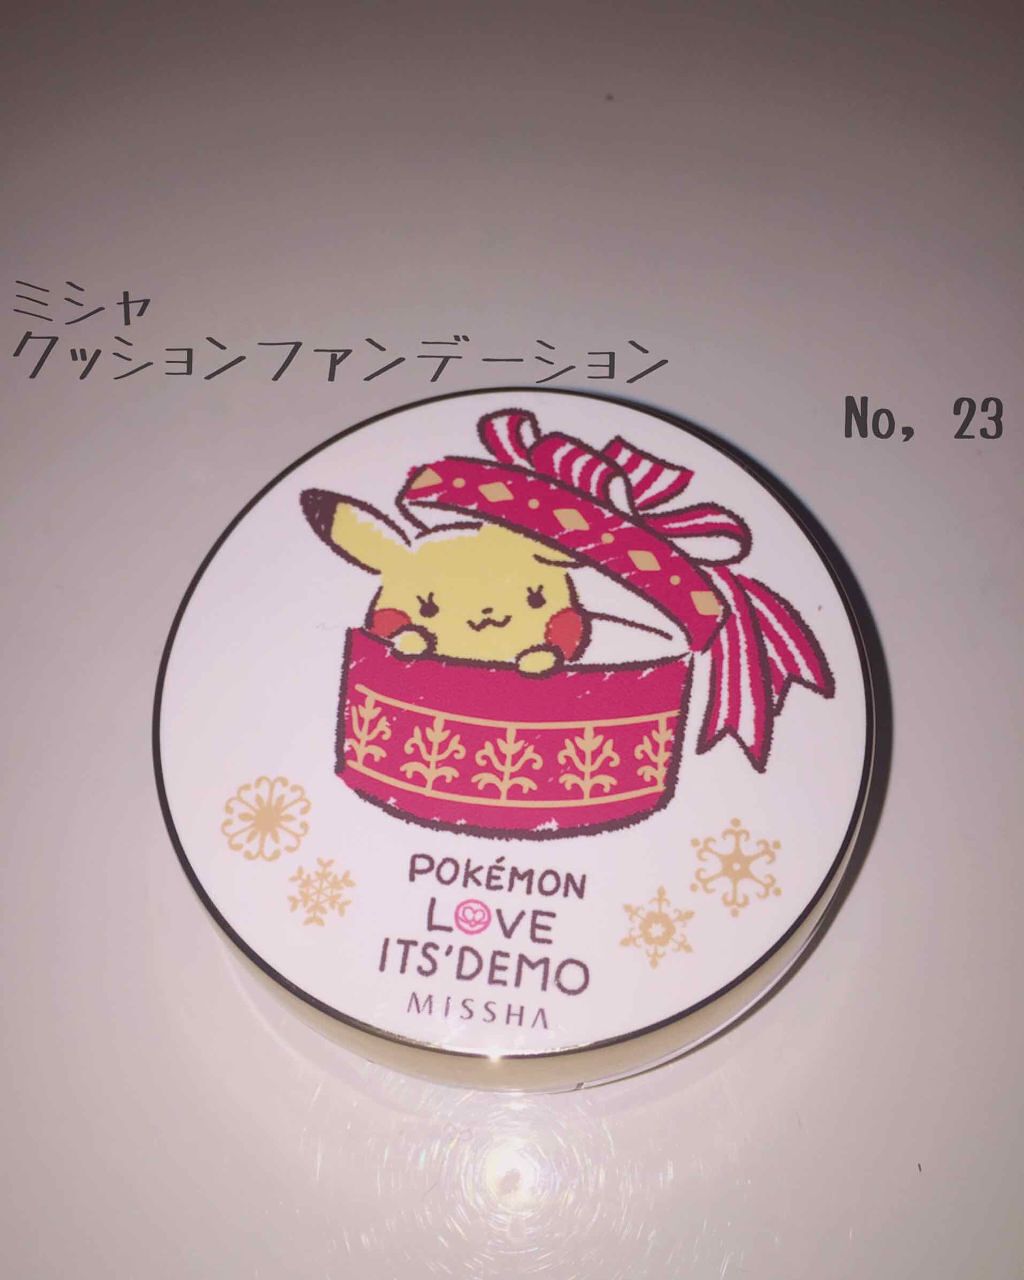 ミシャ
クッションファンデーション
No, 23
POKÉMON
LOVE
ITS'DEMO
MISSHA